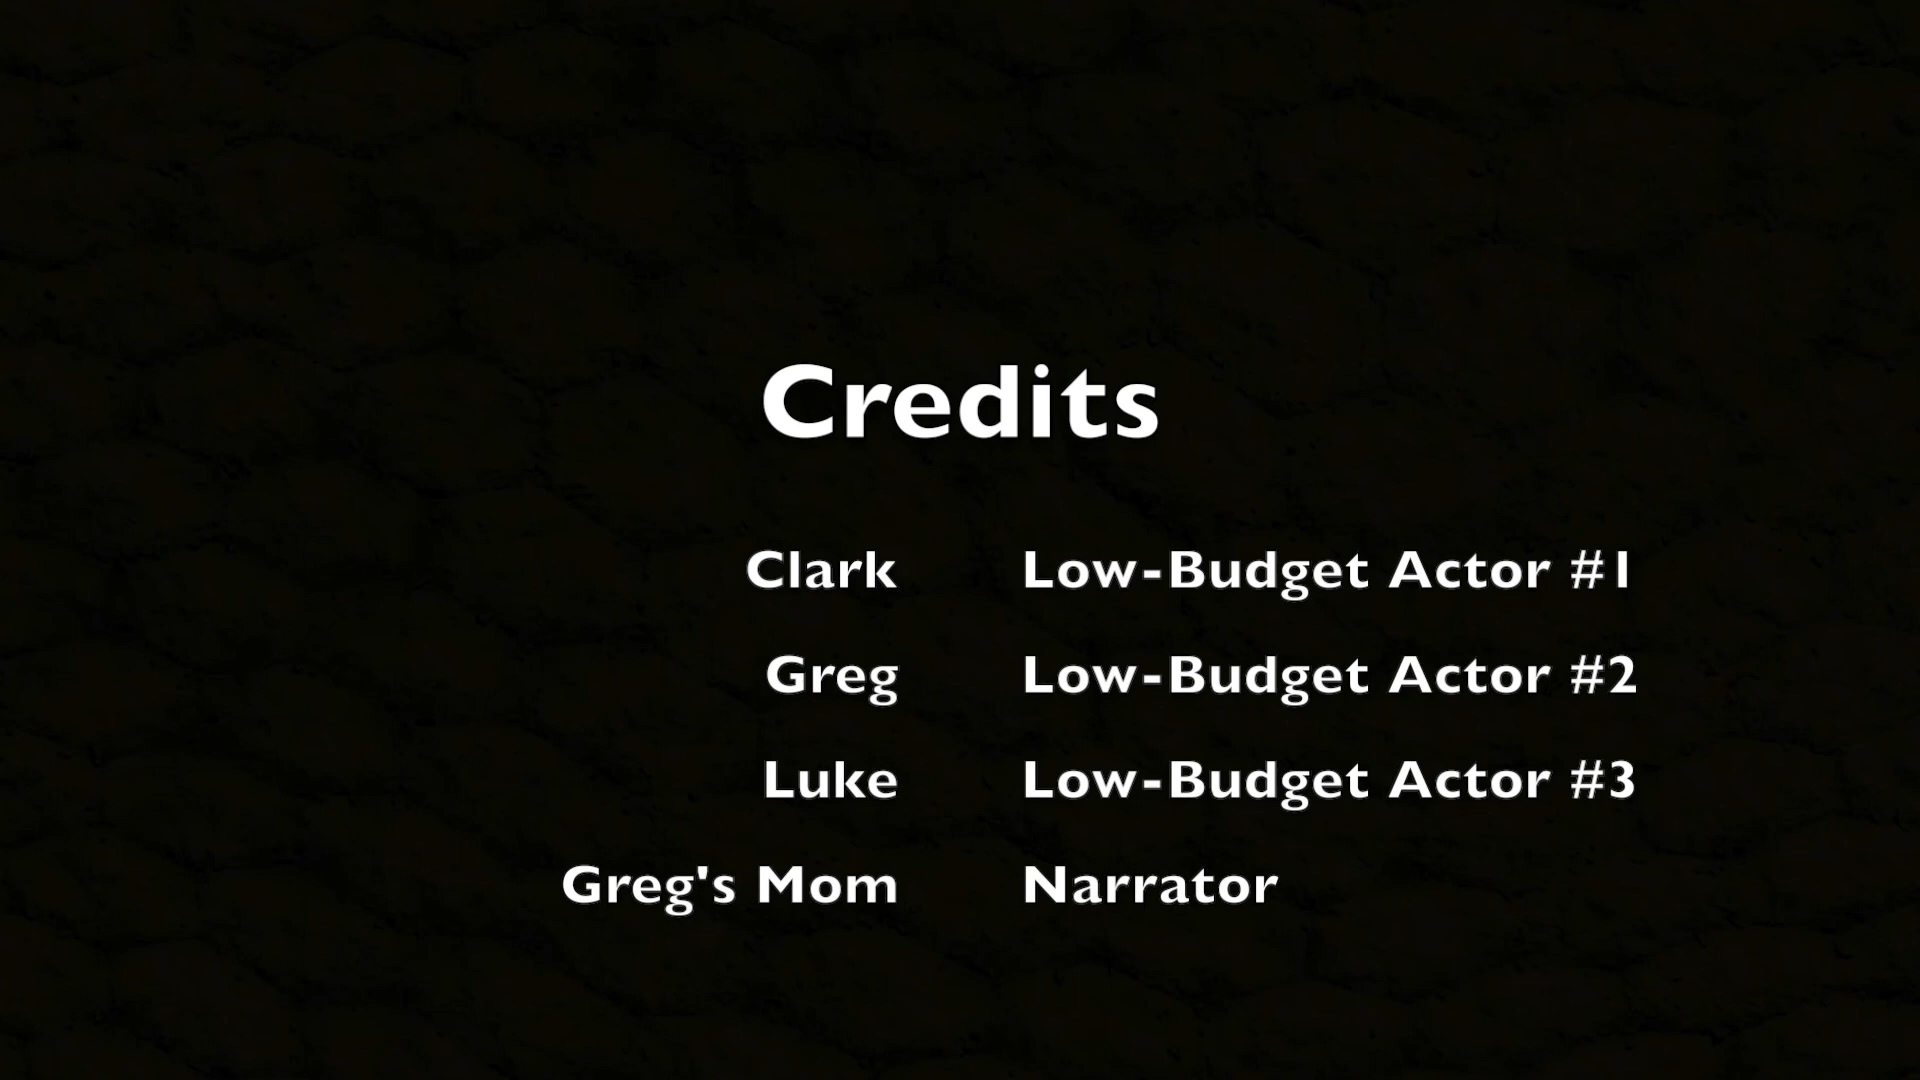 Credits
Clark Low-Budget Actor #1
Greg Low-Budget Actor #2
Luke Low-Budget Actor #3
Greg's Mom Narrator